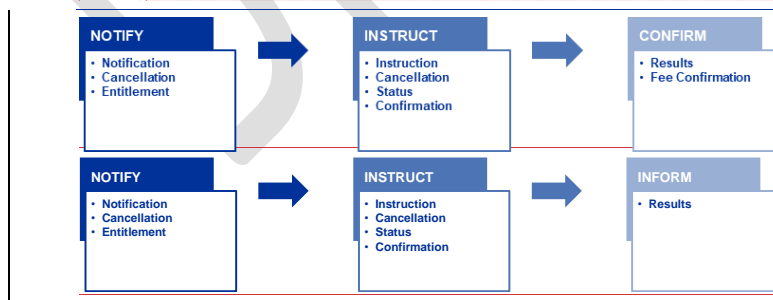 NOTIFY
• Notification
• Cancellation
• Entitlement
INSTRUCT
• Instruction
• Cancellation
• Status
• Confirmation
CONFIRM
• Results
• Fee Confirmation
NOTIFY
• Notification
• Cancellation
• Entitlement
INSTRUCT
• Instruction
• Cancellation
• Status
• Confirmation
INFORM
• Results